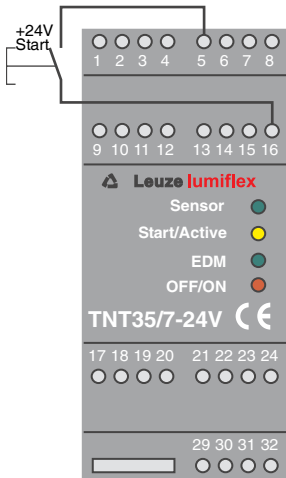 +24V
Start
1 2 3 4 5 6 7 8
9 10 11 12 13 14 15 16
Leuze lumiflex
Sensor
Start/Active
EDM
OFF/ON
TNT35/7-24V CE
17 18 19 20 21 22 23 24
29 30 31 32